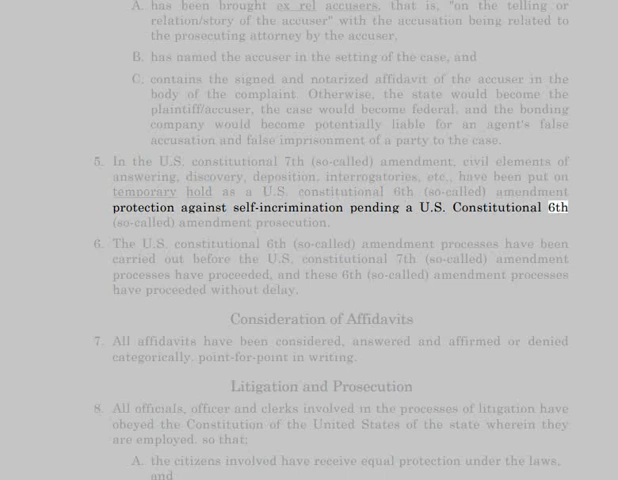 A. has been brought ex rel accusers, that is, "on the telling or
relation/story of the accuser" with the accusation being related to
the prosecuting attorney by the accuser,
B. has named the accuser in the setting of the case, and
C. contains the signed and notarized affidavit of the accuser in the
body of the complaint. Otherwise, the state would become the
plaintiff/accuser, the case would become federal, and the bonding
company would become potentially liable for an agent's false
accusation and false imprisonment of a party to the case.
5. In the U.S. constitutional 7th (so-called) amendment, civil elements of
answering, discovery, deposition, interrogatories, etc., have been put on
temporary hold as a U.S. constitutional 6th (so-called) amendment
protection against self-incrimination pending a U.S. Constitutional 6th
(so-called) amendment prosecution.
6. The U.S. constitutional 6th (so-called) amendment processes have been
carried out before the U.S. constitutional 7th (so-called) amendment
processes have proceeded, and these 6th (so-called) amendment processes
have proceeded without delay.
Consideration of Affidavits
7. All affidavits have been considered, answered and affirmed or denied
categorically, point-for-point in writing.
Litigation and Prosecution
8. All officials, officer and clerks involved in the processes of litigation have
obeyed the Constitution of the United States of the state wherein they
are employed, so that:
A. the citizens involved have receive equal protection under the laws,
and